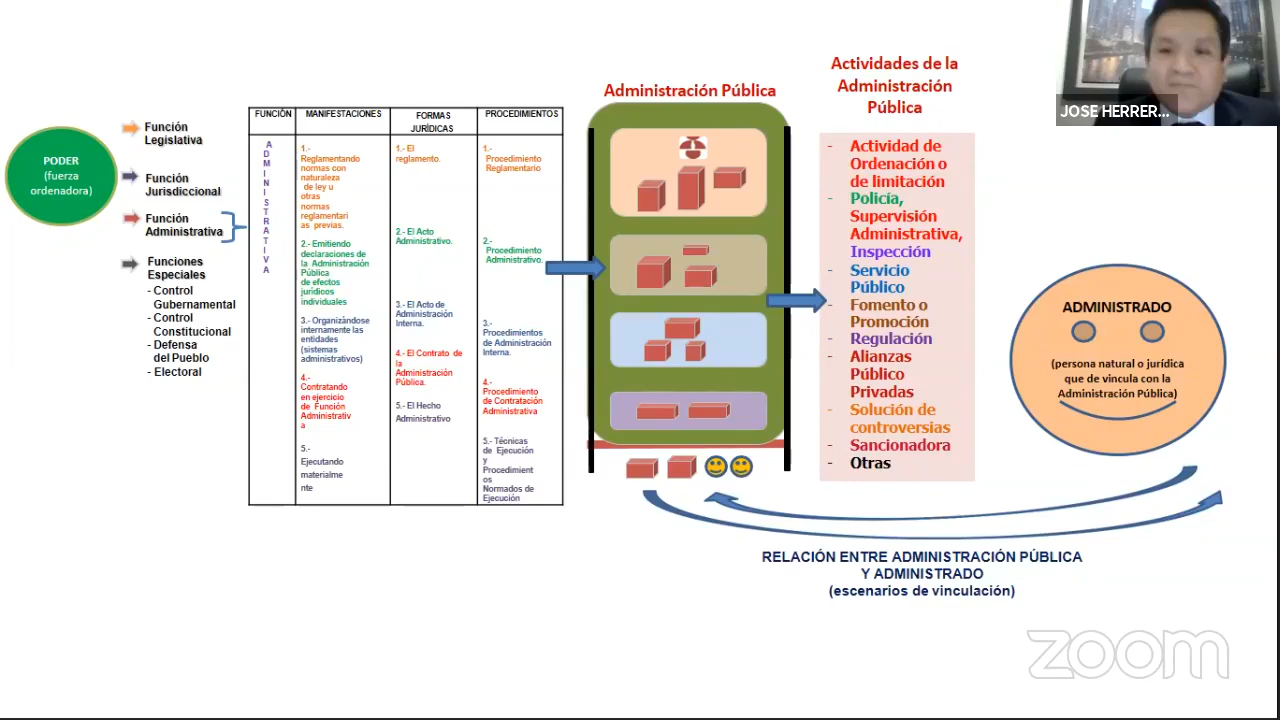 PODER
(fuerza
ordenadora)
Función
Legislativa
Función
Jurisdiccional
Función
Administrativa
Funciones
Especiales
- Control
Gubernamental
- Control
Constitucional
- Defensa
del Pueblo
- Electoral
FUNCIÓN
MANIFESTACIONES
FORMAS
JURÍDICAS
PROCEDIMIENTOS
A
D
M
I
N
I
S
T
R
A
T
I
V
A
1.-
Reglamentando
normas con
naturaleza
de ley u
otras
normas
reglamentari
as previas.
2.- Emitiendo
declaraciones de
la Administración
Pública
de efectos
jurídicos
individuales
3.- Organizándose
internamente las
entidades
(sistemas
administrativos)
4.-
Contratando
en ejercicio
de Función
Administrativ
a
5.-
Ejecutando
materialme
nte
1.- El
reglamento.
2.- El Acto
Administrativo.
3.- El Acto de
Administración
Interna.
4.- El Contrato de
la
Administración
Pública.
5.- El Hecho
Administrativo
1.-
Procedimiento
Reglamentario
2.-
Procedimiento
Administrativo.
3.-
Procedimientos
de Administración
Interna.
4.-
Procedimiento
de Contratación
Administrativa
5.- Técnicas
de Ejecución
y
Procedimient
os
Normados de
Ejecución
Administración Pública
Actividades de la
Administración
Pública
- Actividad de
Ordenación o
de limitación
- Policía,
Supervisión
Administrativa,
Inspección
- Servicio
Público
- Fomento o
Promoción
- Regulación
- Alianzas
Público
Privadas
- Solución de
controversias
- Sancionadora
- Otras
JOSE HERRER...
ADMINISTRADO
(persona natural o jurídica
que de vincula con la
Administración Pública)
RELACIÓN ENTRE ADMINISTRACIÓN PÚBLICA
Y ADMINISTRADO
(escenarios de vinculación)
zoom